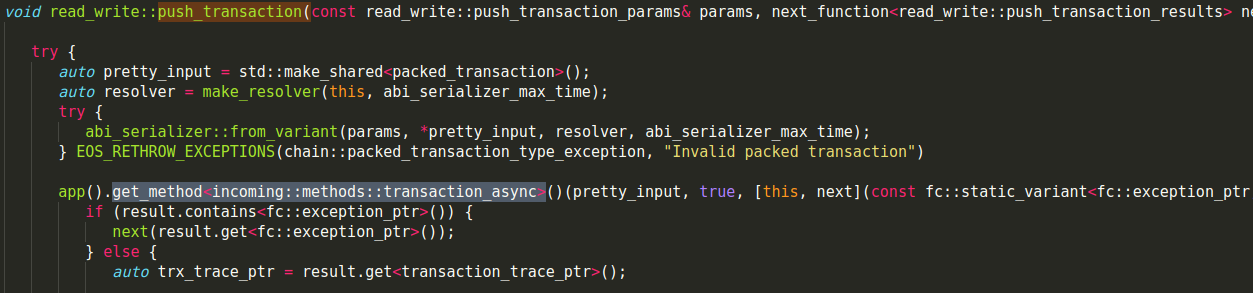 void read_write::push_transaction(const read_write::push_transaction_params& params, next_function<read_write::push_transaction_results> ne
try {
auto pretty_input = std::make_shared<packed_transaction>();
auto resolver = make_resolver(this, abi_serializer_max_time);
try {
abi_serializer::from_variant(params, *pretty_input, resolver, abi_serializer_max_time);
} EOS_RETHROW_EXCEPTIONS(chain::packed_transaction_type_exception, "Invalid packed transaction")
app().get_method<incoming::methods::transaction_async>()(pretty_input, true, [this, next](const fc::static_variant<fc::exception_ptr
if (result.contains<fc::exception_ptr>()) {
next(result.get<fc::exception_ptr>());
} else {
auto trx_trace_ptr = result.get<transaction_trace_ptr>();